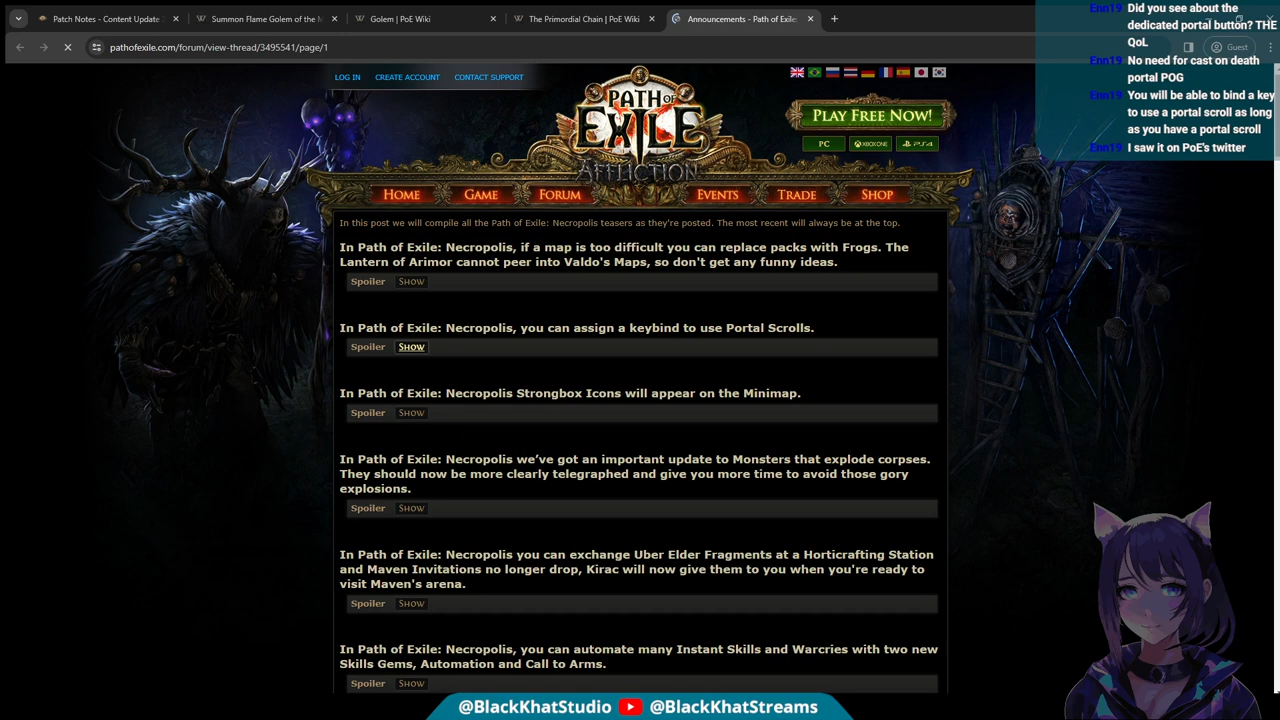 Patch Notes - Content Update 
Summon Flame Golem of the M
Golem | PoE Wiki
The Primordial Chain | PoE Wiki
Announcements - Path of Exile
pathofexile.com/forum/view-thread/3495541/page/1
Guest
LOG IN
CREATE ACCOUNT
CONTACT SUPPORT
PATH OF
EXILE
AFFLICTION
PLAY FREE NOW!
PC
XBOX ONE
PS4
HOME
GAME
FORUM
EVENTS
TRADE
SHOP
In this post we will compile all the Path of Exile: Necropolis teasers as they're posted. The most recent will always be at the top.
In Path of Exile: Necropolis, if a map is too difficult you can replace packs with Frogs. The
Lantern of Arimor cannot peer into Valdo's Maps, so don't get any funny ideas.
Spoiler SHOW
In Path of Exile: Necropolis, you can assign a keybind to use Portal Scrolls.
Spoiler SHOW
In Path of Exile: Necropolis Strongbox Icons will appear on the Minimap.
Spoiler SHOW
In Path of Exile: Necropolis we've got an important update to Monsters that explode corpses.
They should now be more clearly telegraphed and give you more time to avoid those gory
explosions.
Spoiler SHOW
In Path of Exile: Necropolis you can exchange Uber Elder Fragments at a Horticrafting Station
and Maven Invitations no longer drop, Kirac will now give them to you when you're ready to
visit Maven's arena.
Spoiler SHOW
In Path of Exile: Necropolis, you can automate many Instant Skills and Warcries with two new
Skills Gems, Automation and Call to Arms.
Spoiler SHOW
Enn19 Did you see about the
dedicated portal button? THE
QoL
Enn19 No need for cast on death
portal POG
Enn19 You will be able to bind a key
to use a portal scroll as long
as you have a portal scroll
Enn19 I saw it on PoE's twitter
@BlackKhatStudio @BlackKhatStreams